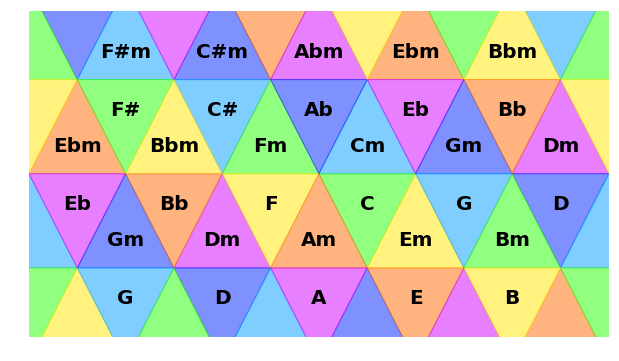 F#m C#m Abm Ebm Bbm
F# C# Ab Eb Bb
Ebm Bbm Fm Cm Gm Dm
Eb Bb F C G D
Gm Dm Am Em Bm
G D A E B